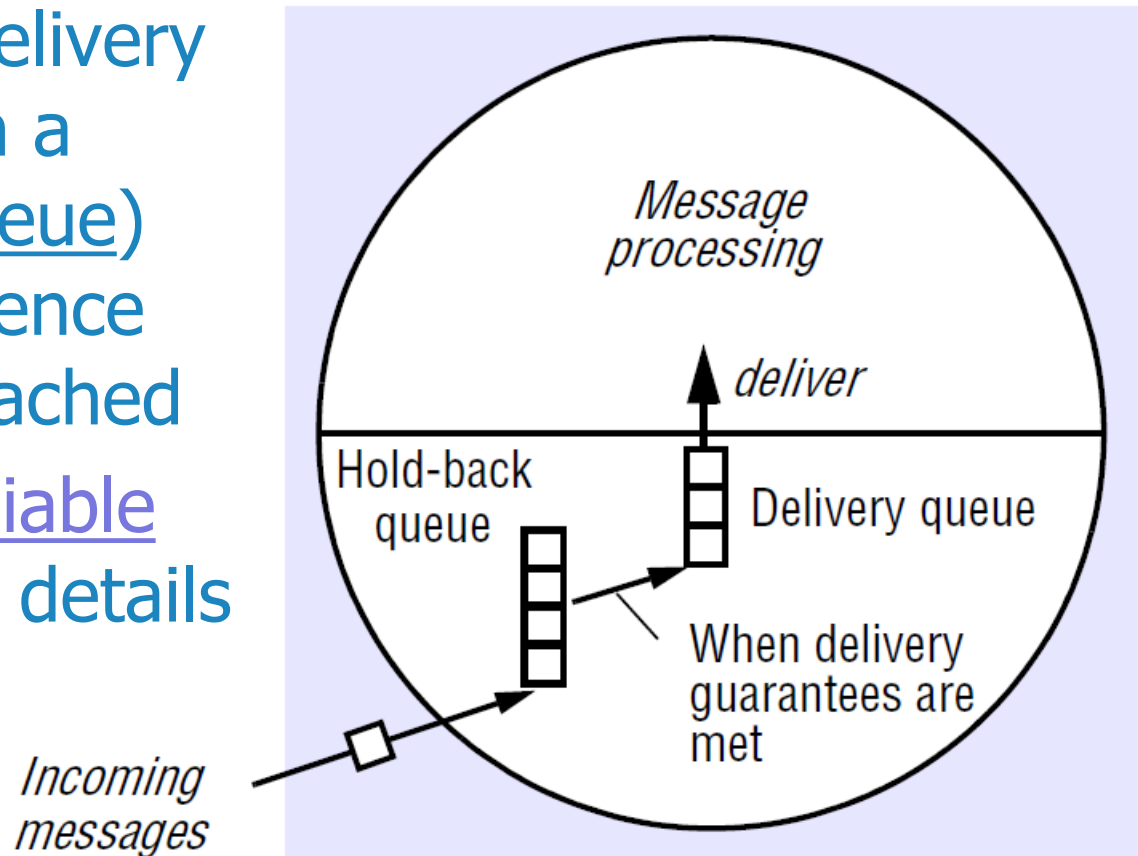 elivery
a
eue)
ence
ached
iable
details
Message
processing
deliver
Hold-back
queue
Delivery queue
When delivery
guarantees are
met
Incoming
messages